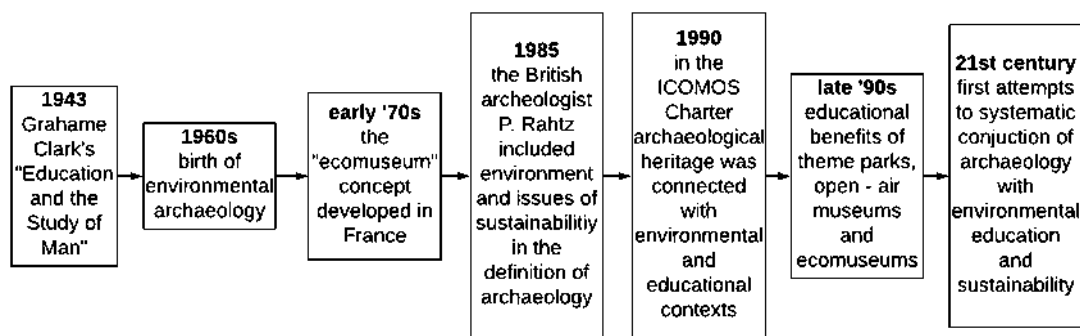 1943
Grahame
Clark's
"Education
and the
Study of
Man"
1960s
birth of
environmental
archaeology
early '70s
the
"ecomuseum"
concept
developed in
France
1985
the British
archeologist
P. Rahtz
included
environment
and issues of
sustainabilitiy
in the
definition of
archaeology
1990
in the
ICOMOS
Charter
archaeological
heritage was
connected
with
environmental
and
educational
contexts
late '90s
educational
benefits of
theme parks,
open - air
museums
and
ecomuseums
21st century
first attempts
to systematic
conjuction of
archaeology
with
environmental
education
and
sustainability